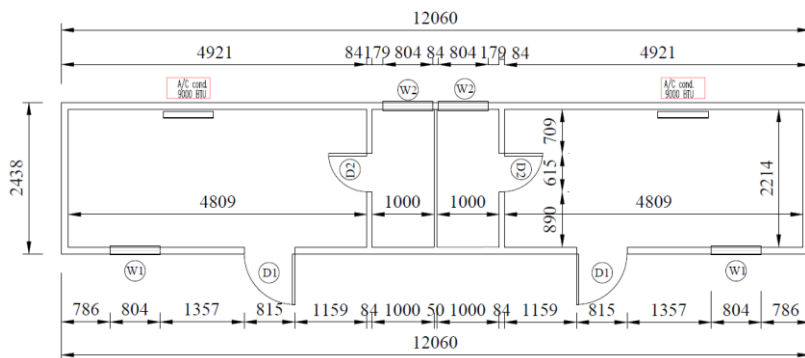 12060
4921 84 179 804 84 804 179 84 4921
A/C cond.
9000 BTU
A/C cond.
9000 BTU
W2 W2
2438
D2
D2
709
615
890
2214
4809 1000 1000 4809
W1 D1 D1 W1
786 804 1357 815 1159 84 1000 50 1000 84 1159 815 1357 804 786
12060